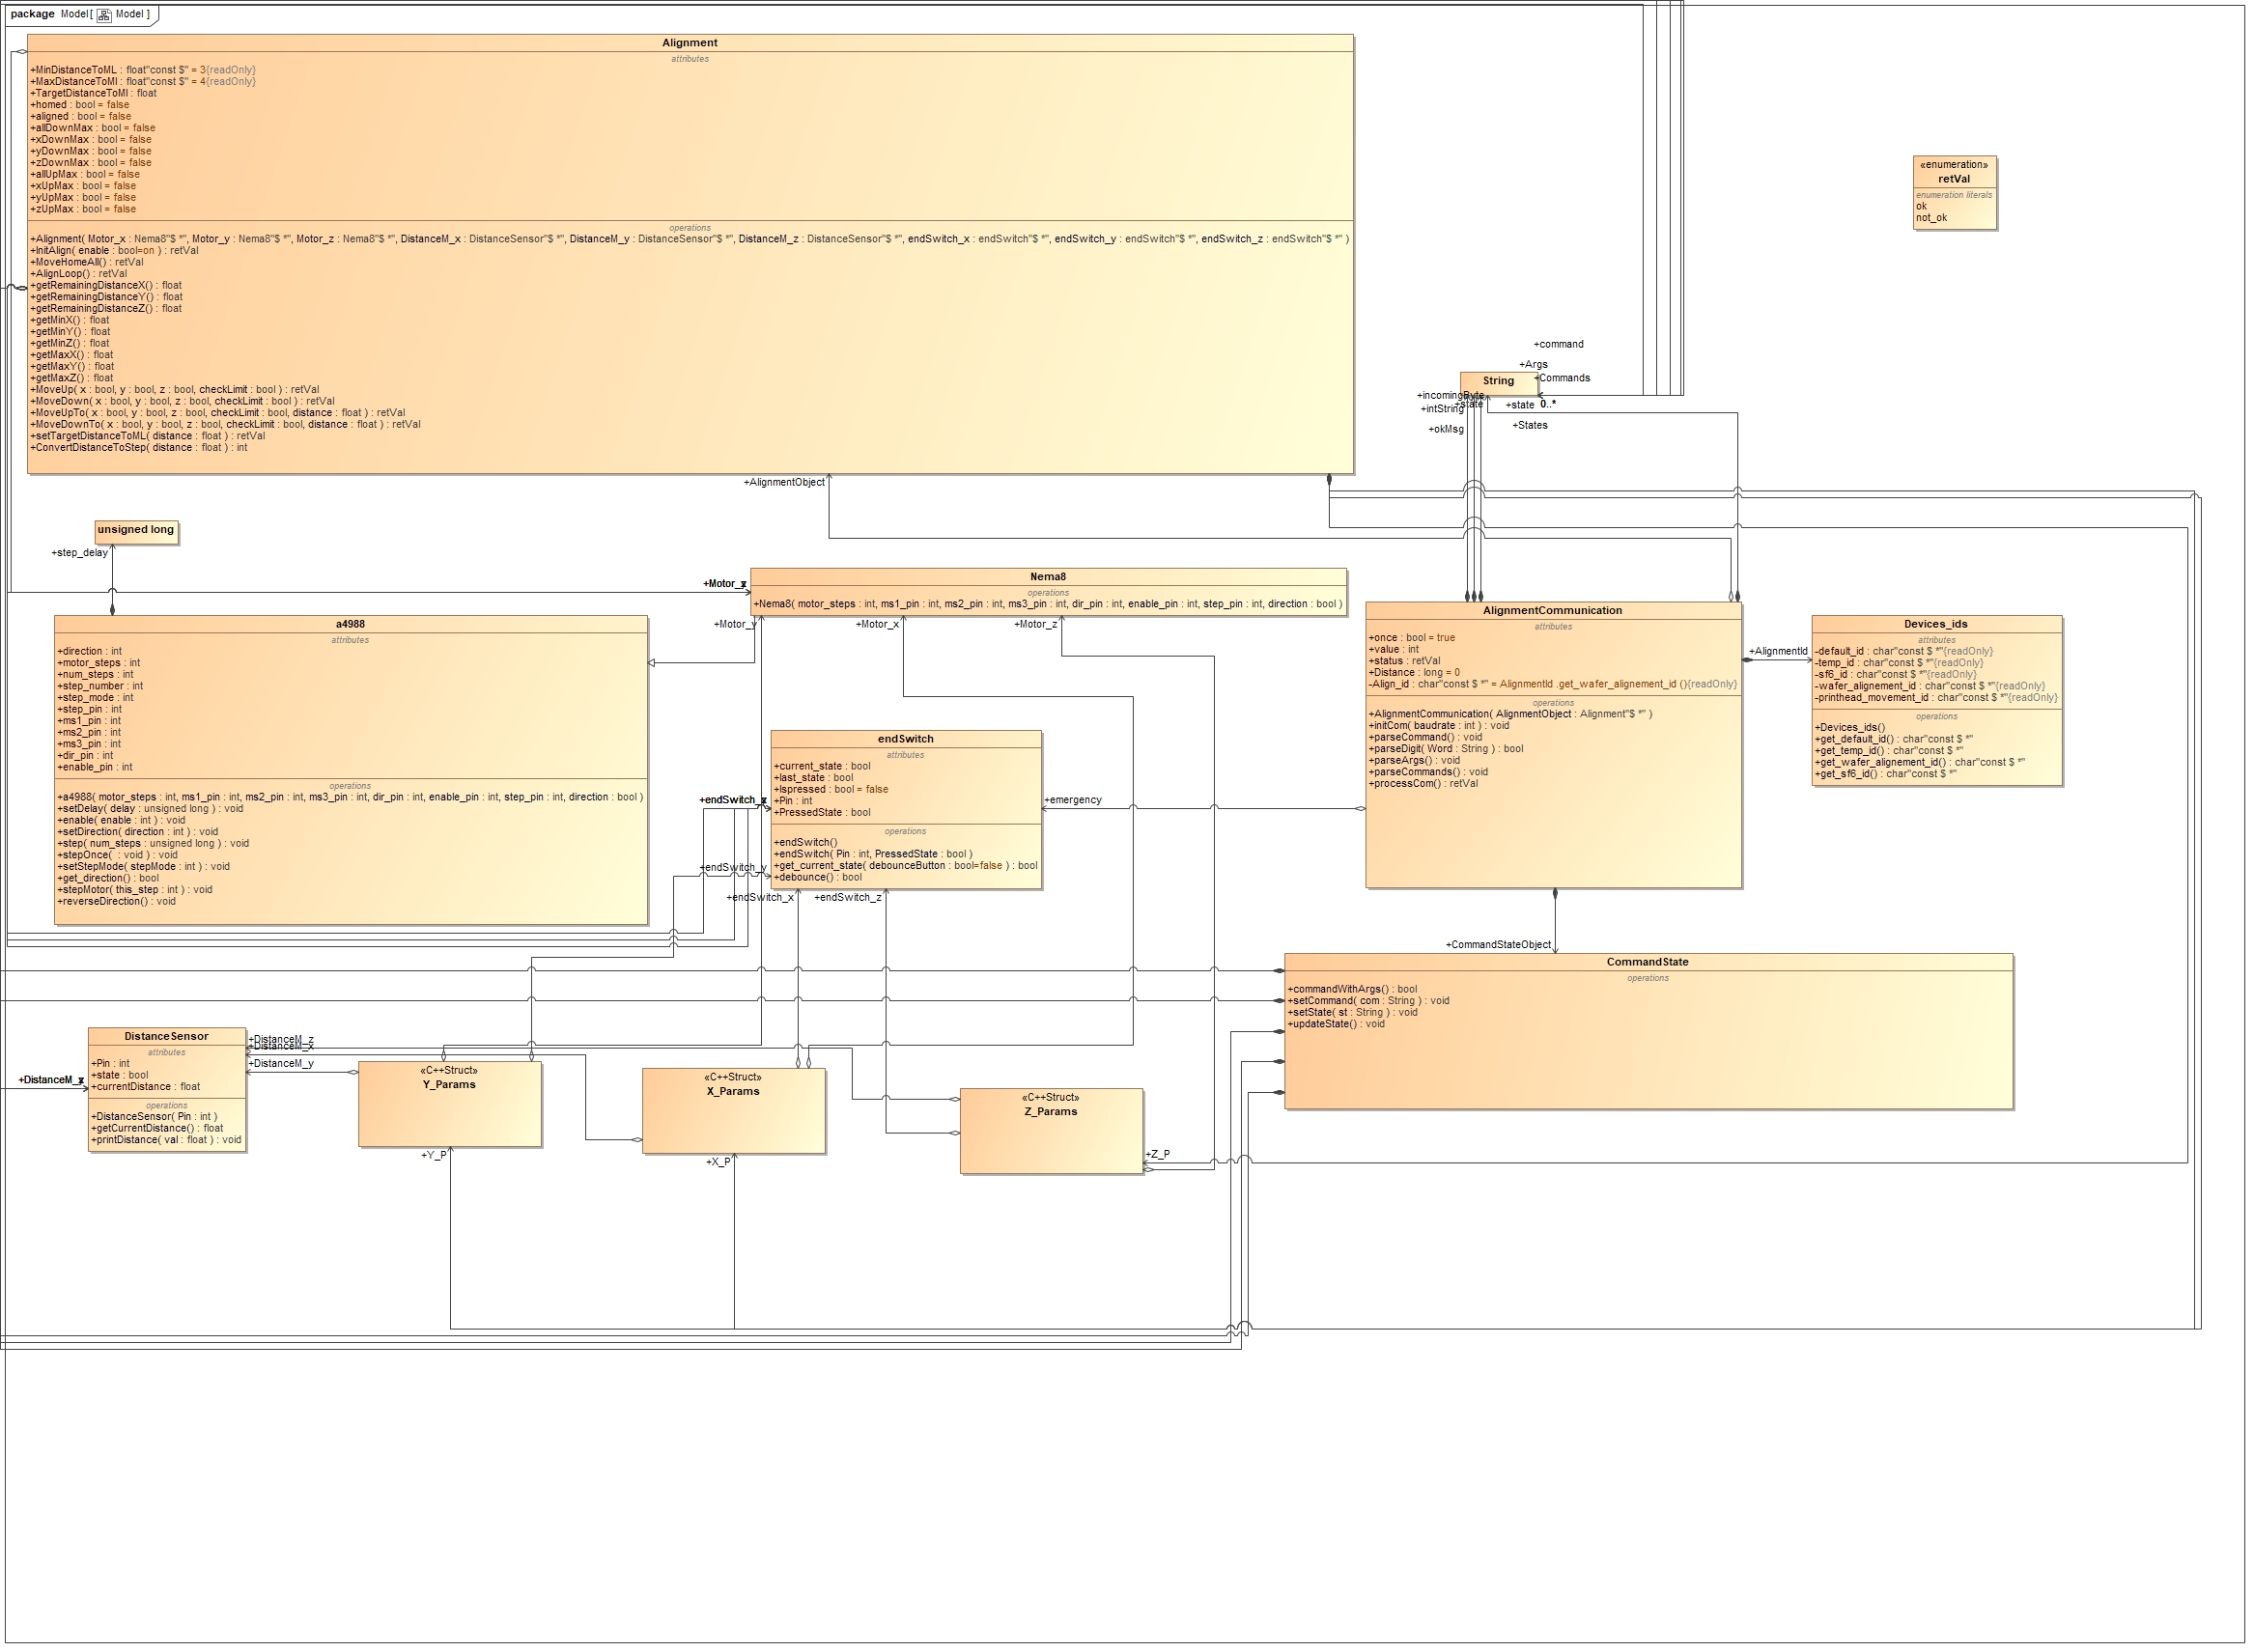 package Model[ Model ]
Alignment
attributes
+MinDistanceToML : float"const $" = 3{readOnly}
+MaxDistanceToMl : float"const $" = 4{readOnly}
+TargetDistanceToMl : float
+homed : bool = false
+aligned : bool = false
+allDownMax : bool = false
+xDownMax : bool = false
+yDownMax : bool = false
+zDownMax : bool = false
+allUpMax : bool = false
+xUpMax : bool = false
+yUpMax : bool = false
+zUpMax : bool = false
operations
+Alignment( Motor_x : Nema8"$ *", Motor_y : Nema8"$ *", Motor_z : Nema8"$ *", DistanceM_x : DistanceSensor"$ *", DistanceM_y : DistanceSensor"$ *", DistanceM_z : DistanceSensor"$ *", endSwitch_x : endSwitch"$ *", endSwitch_y : endSwitch"$ *", endSwitch_z : endSwitch"$ *" )
+InitAlign( enable : bool=on ) : retVal
+MoveHomeAll() : retVal
+AlignLoop() : retVal
+getRemainingDistanceX() : float
+getRemainingDistanceY() : float
+getRemainingDistanceZ() : float
+getMinX() : float
+getMinY() : float
+getMinZ() : float
+getMaxX() : float
+getMaxY() : float
+getMaxZ() : float
+MoveUp( x : bool, y : bool, z : bool, checkLimit : bool ) : retVal
+MoveDown( x : bool, y : bool, z : bool, checkLimit : bool ) : retVal
+MoveUpTo( x : bool, y : bool, z : bool, checkLimit : bool, distance : float ) : retVal
+MoveDownTo( x : bool, y : bool, z : bool, checkLimit : bool, distance : float ) : retVal
+setTargetDistanceToML( distance : float ) : retVal
+ConvertDistanceToStep( distance : float ) : int
«enumeration»
retVal
enumeration literals
ok
not_ok
+command
+Args
+Commands
String
+incomingByte
+state
+intString
+state 0..*
+okMsg
+States
+AlignmentObject
unsigned long
+step_delay
+Motor_
Nema8
operations
+Nema8( motor_steps : int, ms1_pin : int, ms2_pin : int, ms3_pin : int, dir_pin : int, enable_pin : int, step_pin : int, direction : bool )
+Motor_y
+Motor_x
+Motor_z
a4988
attributes
+direction : int
+motor_steps : int
+num_steps : int
+step_number : int
+step_mode : int
+step_pin : int
+ms1_pin : int
+ms2_pin : int
+ms3_pin : int
+dir_pin : int
+enable_pin : int
operations
+a4988( motor_steps : int, ms1_pin : int, ms2_pin : int, ms3_pin : int, dir_pin : int, enable_pin : int, step_pin : int, direction : bool )
+setDelay( delay : unsigned long ) : void
+enable( enable : int ) : void
+setDirection( direction : int ) : void
+step( num_steps : unsigned long ) : void
+stepOnce( : void ) : void
+setStepMode( stepMode : int ) : void
+get_direction() : bool
+stepMotor( this_step : int ) : void
+reverseDirection() : void
endSwitch
attributes
+current_state : bool
+last_state : bool
+Ispressed : bool = false
+Pin : int
+PressedState : bool
operations
+endSwitch()
+endSwitch( Pin : int, PressedState : bool )
+get_current_state( debounceButton : bool=false ) : bool
+debounce() : bool
+endSwitch_
+endSwitch_y
+endSwitch_x
+endSwitch_z
+emergency
AlignmentCommunication
attributes
+once : bool = true
+value : int
+status : retVal
+Distance : long = 0
-Align_id : char"const $ *" = AlignmentId .get_wafer_alignement_id (){readOnly}
operations
+AlignmentCommunication( AlignmentObject : Alignment"$ *" )
+initCom( baudrate : int ) : void
+parseCommand() : void
+parseDigit( Word : String ) : bool
+parseArgs() : void
+parseCommands() : void
+processCom() : retVal
+AlignmentId
Devices_ids
attributes
-default_id : char"const $ *"{readOnly}
-temp_id : char"const $ *"{readOnly}
-sf6_id : char"const $ *"{readOnly}
-wafer_alignement_id : char"const $ *"{readOnly}
-printhead_movement_id : char"const $ *"{readOnly}
operations
+Devices_ids()
+get_default_id() : char"const $ *"
+get_temp_id() : char"const $ *"
+get_wafer_alignement_id() : char"const $ *"
+get_sf6_id() : char"const $ *"
+CommandStateObject
CommandState
operations
+commandWithArgs() : bool
+setCommand( com : String ) : void
+setState( st : String ) : void
+updateState() : void
DistanceSensor
attributes
+Pin : int
+state : bool
+currentDistance : float
operations
+DistanceSensor( Pin : int )
+getCurrentDistance() : float
+printDistance( val : float ) : void
+DistanceM_
+DistanceM_z
+DistanceM_x
+DistanceM_y
«C++Struct»
Y_Params
+Y_P
«C++Struct»
X_Params
+X_P
«C++Struct»
Z_Params
+Z_P